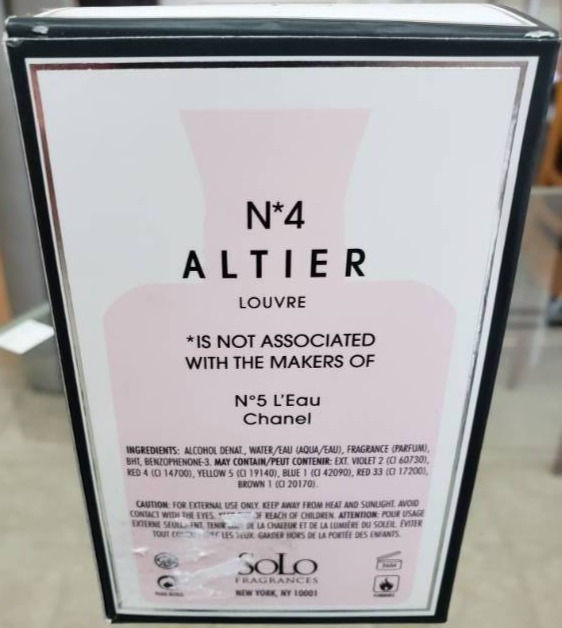 N*4
ALTIER
LOUVRE
*IS NOT ASSOCIATED
WITH THE MAKERS OF
N°5 L'Eau
Chanel
INGREDIENTS: ALCOHOL DENAT., WATER/EAU (AQUA/EAU), FRAGRANCE (PARFUM),
BHT, BENZOPHENONE-3. MAY CONTAIN/PEUT CONTENIR: EXT. VIOLET 2 (CI 60730),
RED 4 (CI 14700), YELLOW 5 (CI 19140), BLUE 1 (CI 42090), RED 33 (CI 17200),
BROWN 1 (CI 20170).
CAUTION: FOR EXTERNAL USE ONLY. KEEP AWAY FROM HEAT AND SUNLIGHT. AVOID
CONTACT WITH THE EYES. OF REACH OF CHILDREN. ATTENTION: POUR USAGE
EXTERNE DE LA CHALEUR ET DE LA LUMIÈRE DU SOLEIL. ÉVITER
TOUT LES YEUX. GARDER HORS DE LA PORTÉE DES ENFANTS.
SOLO
FRAGRANCES
NEW YORK, NY 10001